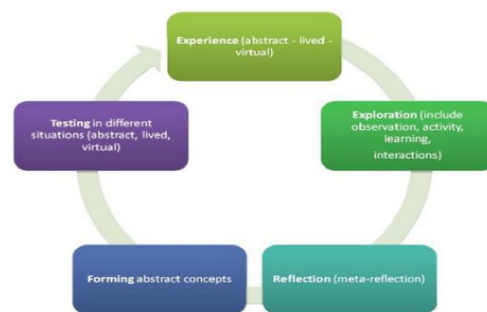 Experience (abstract - lived -
virtual)
Exploration (include
observation, activity,
learning,
interactions)
Reflection (meta-reflection)
Forming abstract concepts
Testing in different
situations (abstract, lived,
virtual)